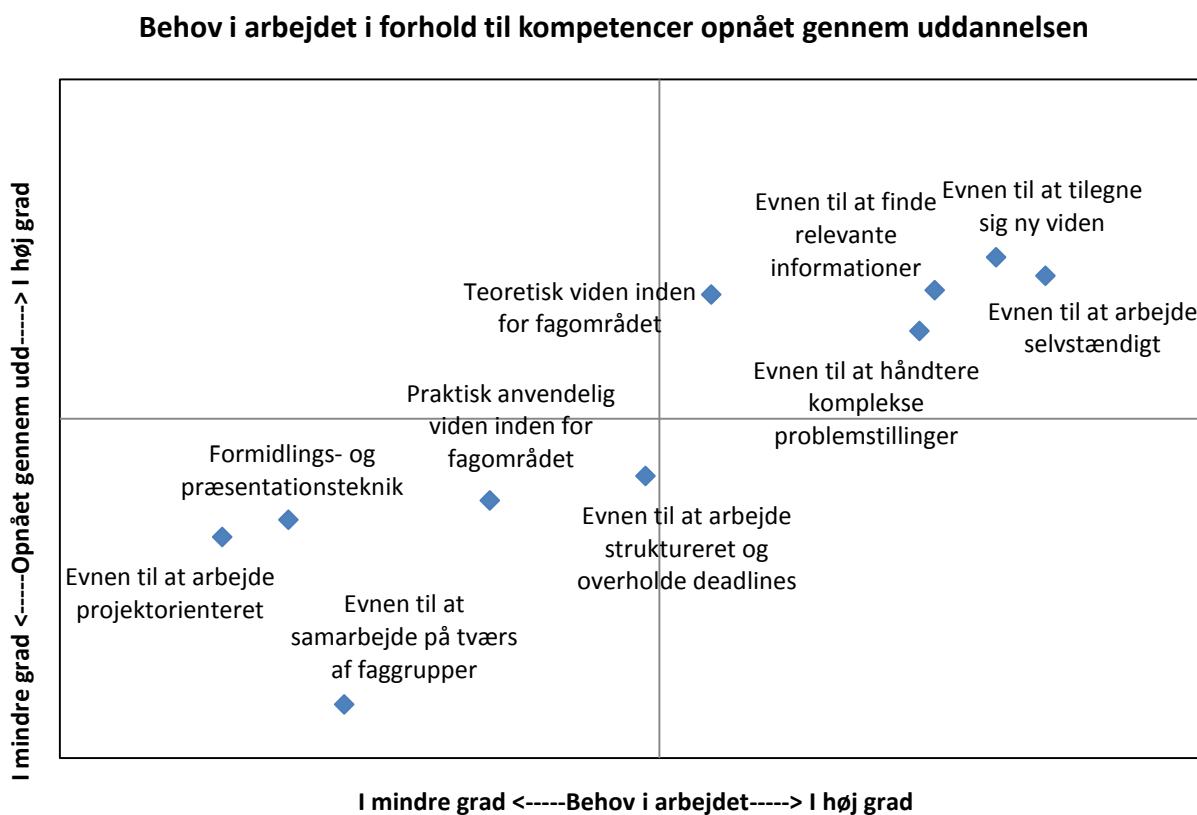 Behov i arbejdet i forhold til kompetencer opnået gennem uddannelsen
I mindre grad <-----Opnået gennem udd-----> I høj grad
Evnen til at tilegne
sig ny viden
Evnen til at finde
relevante
informationer
Teoretisk viden inden
for fagområdet
Evnen til at arbejde
selvstændigt
Evnen til at håndtere
komplekse
problemstillinger
Praktisk anvendelig
viden inden for
fagområdet
Formidlings- og
præsentationsteknik
Evnen til at arbejde
struktureret og
overholde deadlines
Evnen til at arbejde
projektorienteret
Evnen til at
samarbejde på tværs
af faggrupper
I mindre grad <-----Behov i arbejdet-----> I høj grad